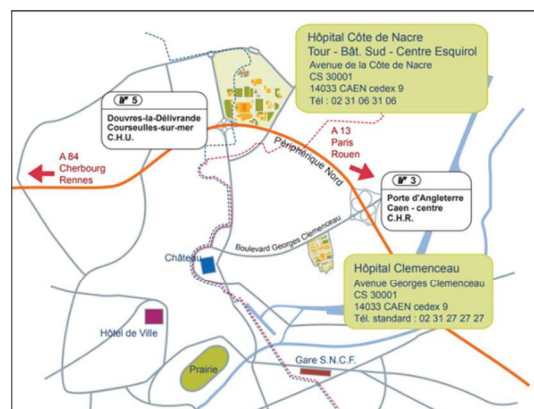 Hôpital Côte de Nacre
Tour - Bât. Sud - Centre Esquirol
Avenue de la Côte de Nacre
CS 30001
14033 CAEN cedex 9
Tél : 02 31 06 31 06
N° 5
Douvres-la-Délivrande
Courseulles-sur-mer
C.H.U.
A 84
Cherbourg
Rennes
A 13
Paris
Rouen
Périphérique Nord
N° 3
Porte d'Angleterre
Caen - centre
C.H.R.
Boulevard Georges Clemenceau
Château
Hôpital Clemenceau
Avenue Georges Clemenceau
CS 30001
14033 CAEN cedex 9
Tél. standard : 02 31 27 27 27
Hôtel de Ville
Prairie
Gare S.N.C.F.